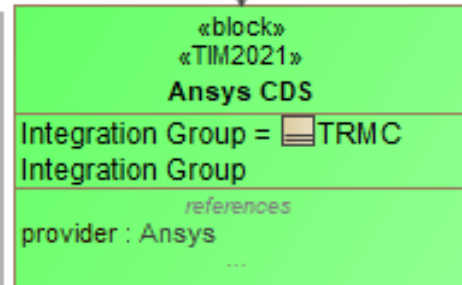 «block»
«TIM2021»
Ansys CDS
Integration Group = TRMC
Integration Group
references
provider : Ansys
...